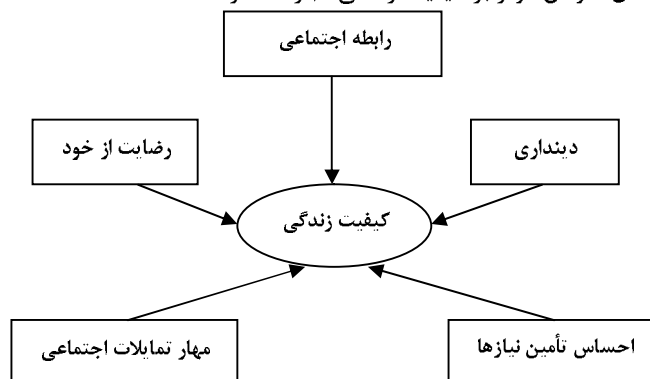 رابطه اجتماعی
دینداری
رضایت از خود
کیفیت زندگی
احساس تأمین نیازها
مهار تمایلات اجتماعی